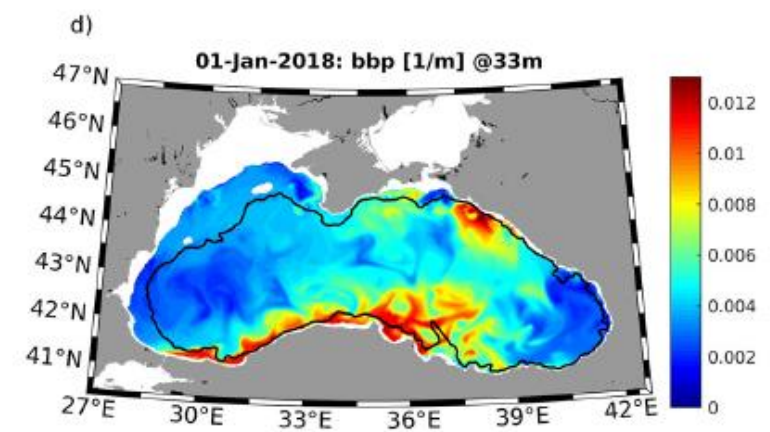 d)
01-Jan-2018: bbp [1/m] @33m
47°N
46°N
45°N
44°N
43°N
42°N
41°N
27°E
30°E
33°E
36°E
39°E
42°E
0.012
0.01
0.008
0.006
0.004
0.002
0